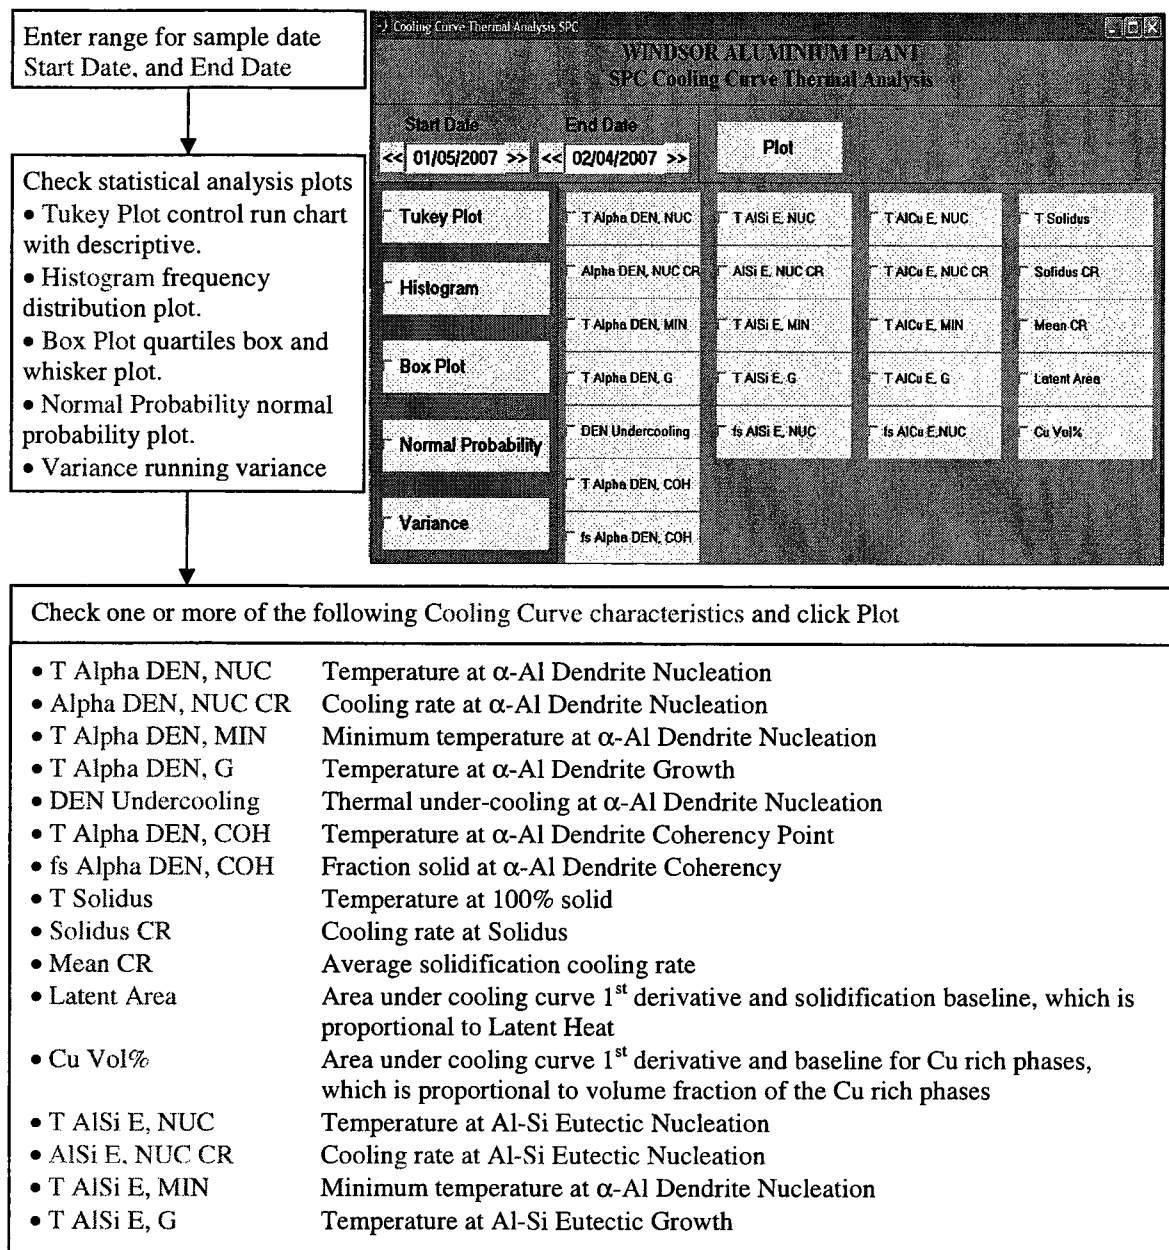 Enter range for sample date
Start Date, and End Date
Check statistical analysis plots
• Tukey Plot control run chart
with descriptive.
• Histogram frequency
distribution plot.
• Box Plot quartiles box and
whisker plot.
• Normal Probability normal
probability plot.
• Variance running variance
Cooling Curve Thermal Analysis SPC
WINDSOR ALUMINIUM PLANT
SPC Cooling Curve Thermal Analysis
Start Date End Date
<< 01/05/2007 >> << 02/04/2007 >> Plot
Tukey Plot
Histogram
Box Plot
Normal Probability
Variance
T Alpha DEN, NUC
Alpha DEN, NUC CR
T Alpha DEN, MIN
T Alpha DEN, G
DEN Undercooling
T Alpha DEN, COH
fs Alpha DEN, COH
T AlSi E, NUC
AlSi E, NUC CR
T AlSi E, MIN
T AlSi E, G
fs AlSi E, NUC
T AlCu E, NUC
T AlCu E, NUC CR
T AlCu E, MIN
T AlCu E, G
fs AlCu E,NUC
T Solidus
Solidus CR
Mean CR
Latent Area
Cu Vol%
Check one or more of the following Cooling Curve characteristics and click Plot
• T Alpha DEN, NUC Temperature at α-Al Dendrite Nucleation
• Alpha DEN, NUC CR Cooling rate at α-Al Dendrite Nucleation
• T Alpha DEN, MIN Minimum temperature at α-Al Dendrite Nucleation
• T Alpha DEN, G Temperature at α-Al Dendrite Growth
• DEN Undercooling Thermal under-cooling at α-Al Dendrite Nucleation
• T Alpha DEN, COH Temperature at α-Al Dendrite Coherency Point
• fs Alpha DEN, COH Fraction solid at α-Al Dendrite Coherency
• T Solidus Temperature at 100% solid
• Solidus CR Cooling rate at Solidus
• Mean CR Average solidification cooling rate
• Latent Area Area under cooling curve 1st derivative and solidification baseline, which is
proportional to Latent Heat
• Cu Vol% Area under cooling curve 1st derivative and baseline for Cu rich phases,
which is proportional to volume fraction of the Cu rich phases
• T AlSi E, NUC Temperature at Al-Si Eutectic Nucleation
• AlSi E, NUC CR Cooling rate at Al-Si Eutectic Nucleation
• T AlSi E, MIN Minimum temperature at α-Al Dendrite Nucleation
• T AlSi E, G Temperature at Al-Si Eutectic Growth